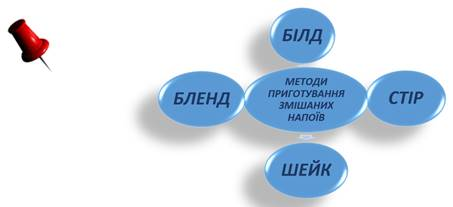 БІЛД
БЛЕНД
МЕТОДИ
ПРИГОТУВАННЯ
ЗМІШАНИХ
НАПОЇВ
СТІР
ШЕЙК